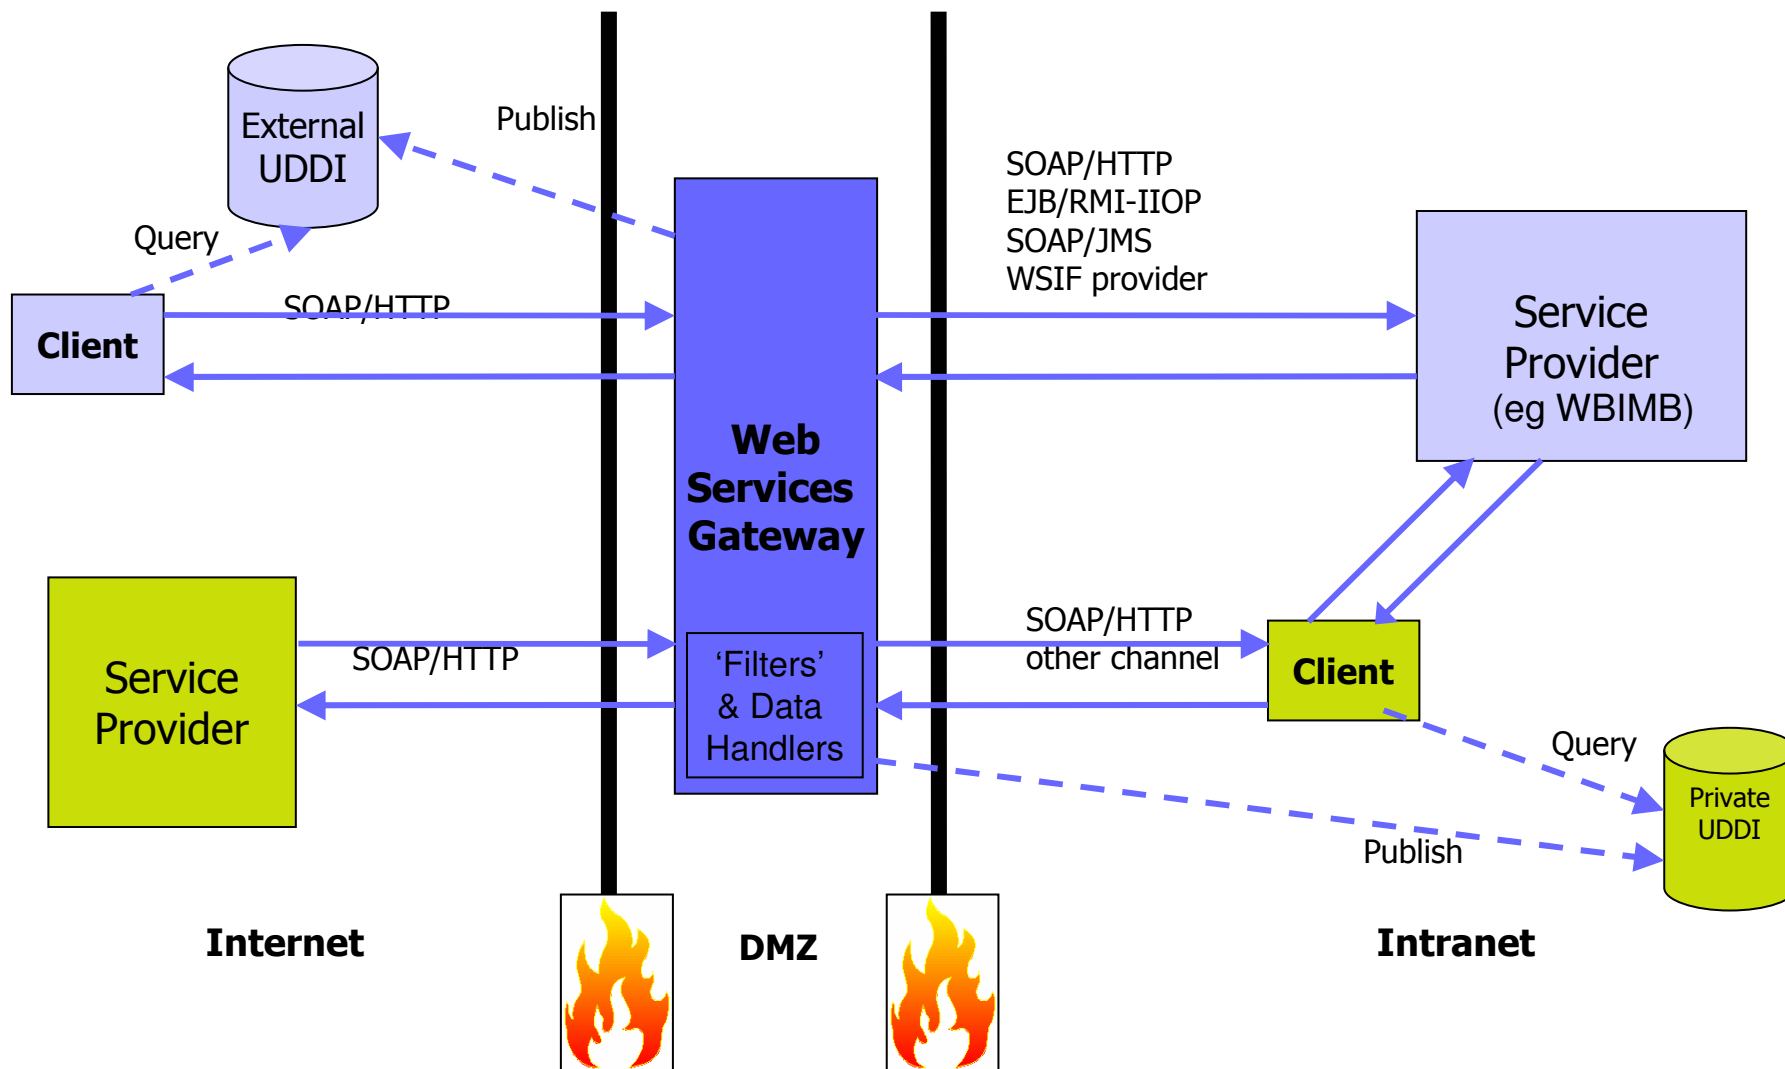 External
UDDI
Publish
Query
SOAP/HTTP
Client
SOAP/HTTP
EJB/RMI-IIOP
SOAP/JMS
WSIF provider
Service
Provider
(eg WBIMB)
Web
Services
Gateway
Service
Provider
SOAP/HTTP
'Filters'
& Data
Handlers
SOAP/HTTP
other channel
Client
Query
Private
UDDI
Publish
Internet
DMZ
Intranet